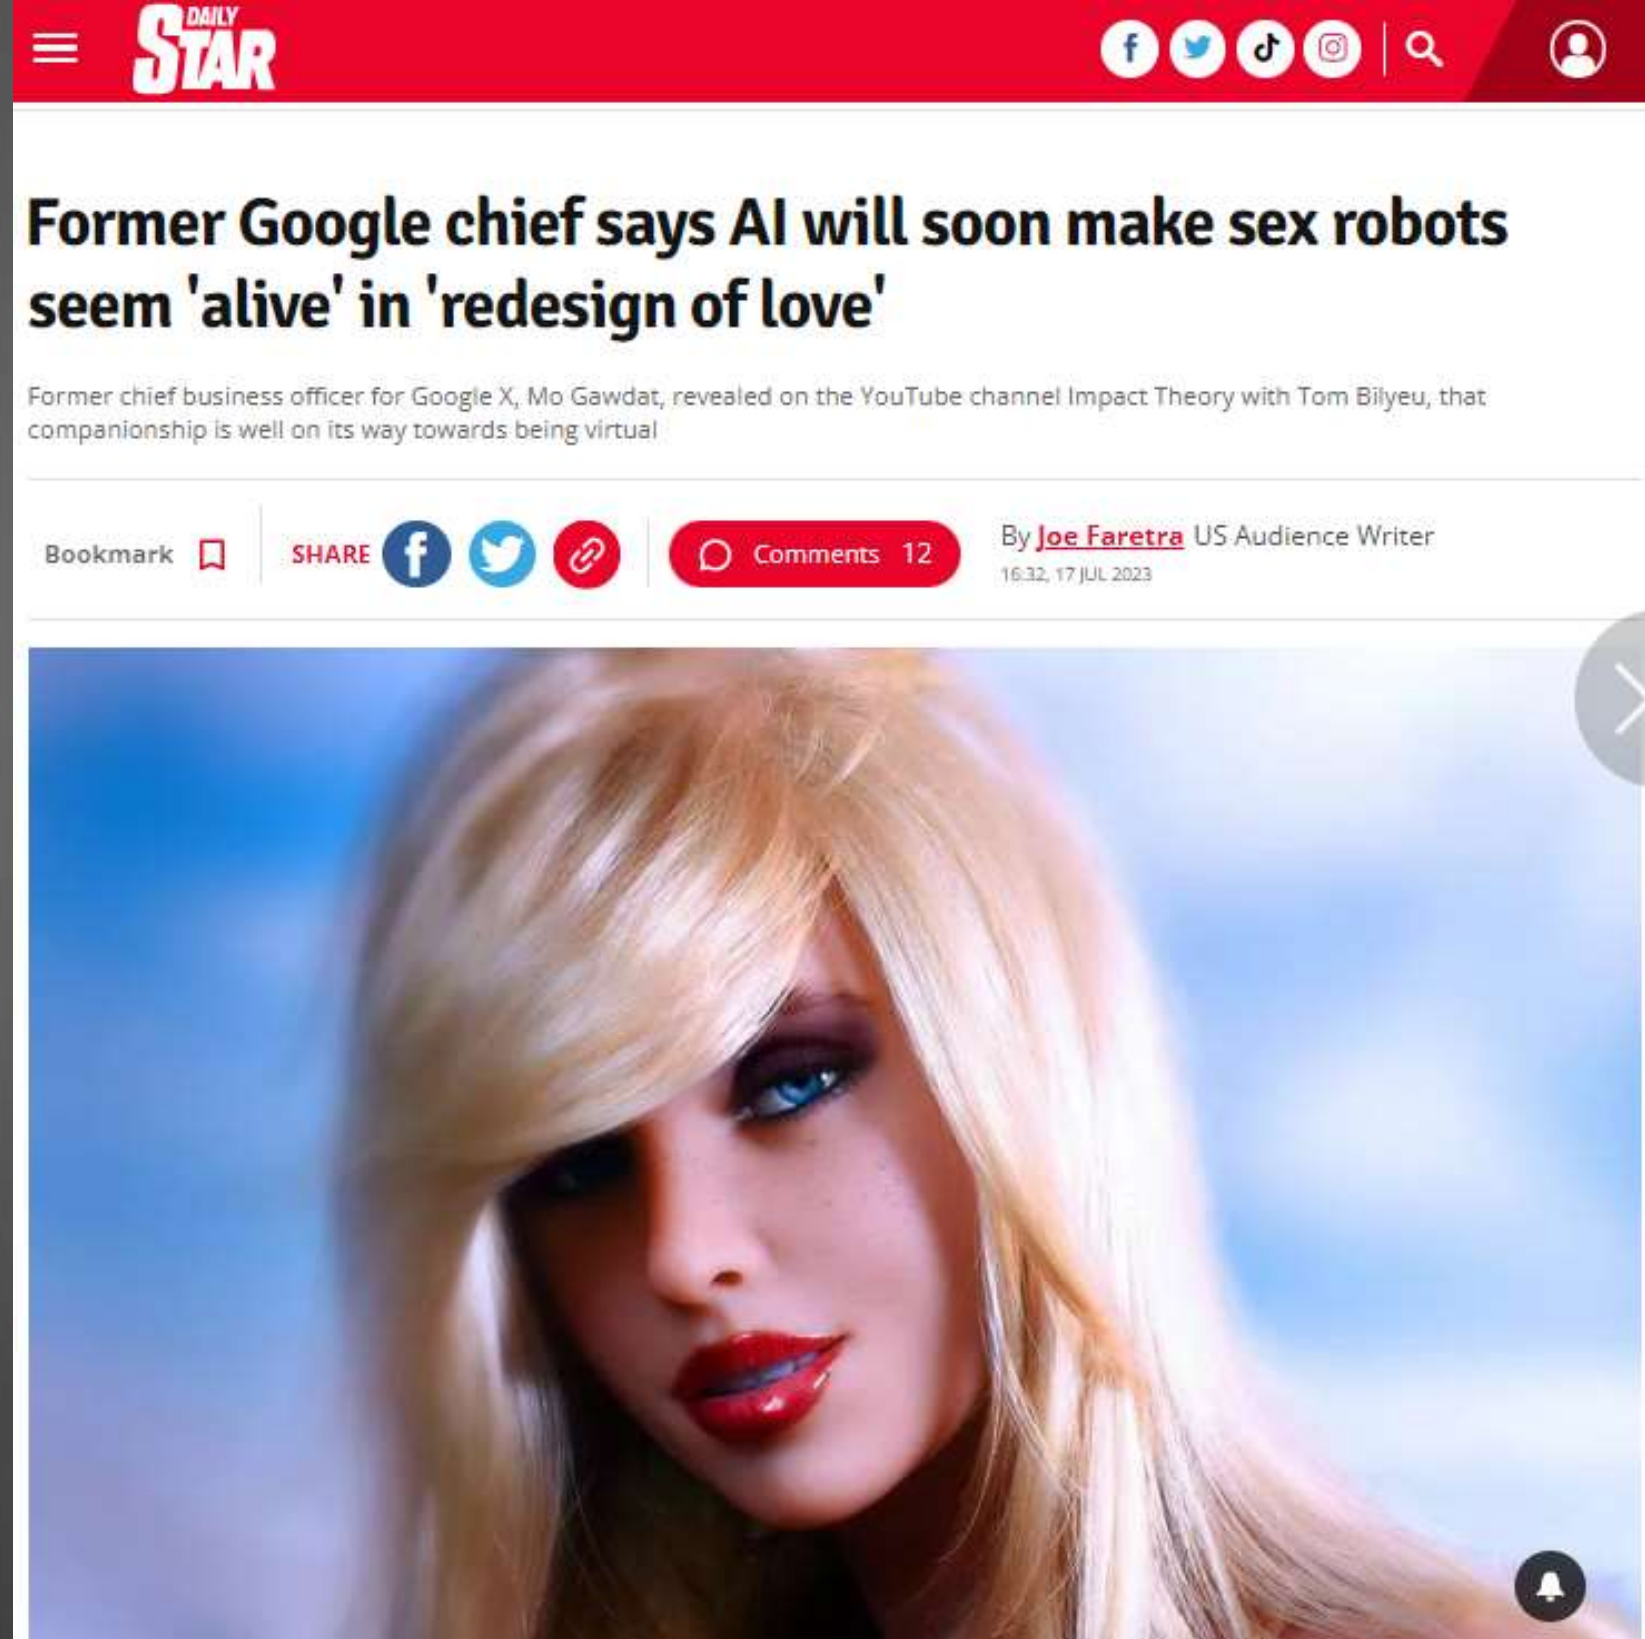 DAILY
STAR
Former Google chief says AI will soon make sex robots
seem 'alive' in 'redesign of love'
Former chief business officer for Google X, Mo Gawdat, revealed on the YouTube channel Impact Theory with Tom Bilyeu, that
companionship is well on its way towards being virtual
Bookmark
SHARE
Comments 12
By Joe Faretra US Audience Writer
16:32, 17 JUL 2023